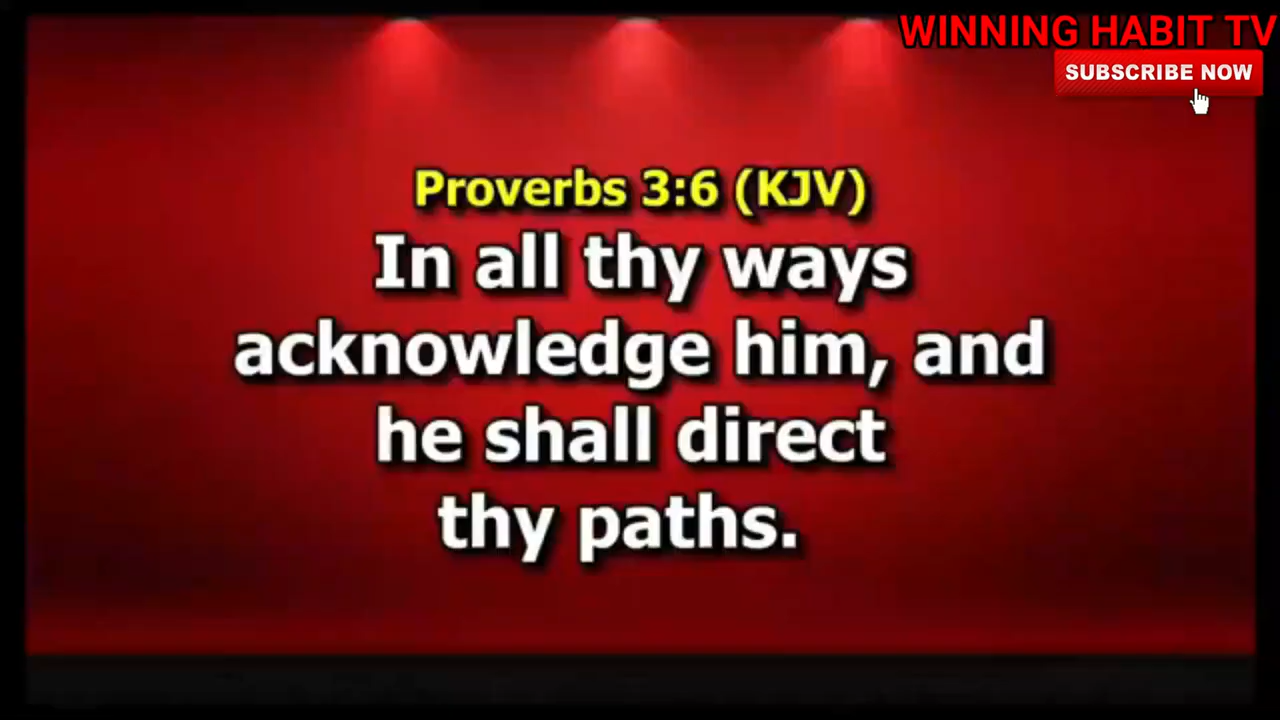 WINNING HABIT TV
SUBSCRIBE NOW
Proverbs 3:6 (KJV)
In all thy ways
acknowledge him, and
he shall direct
thy paths.